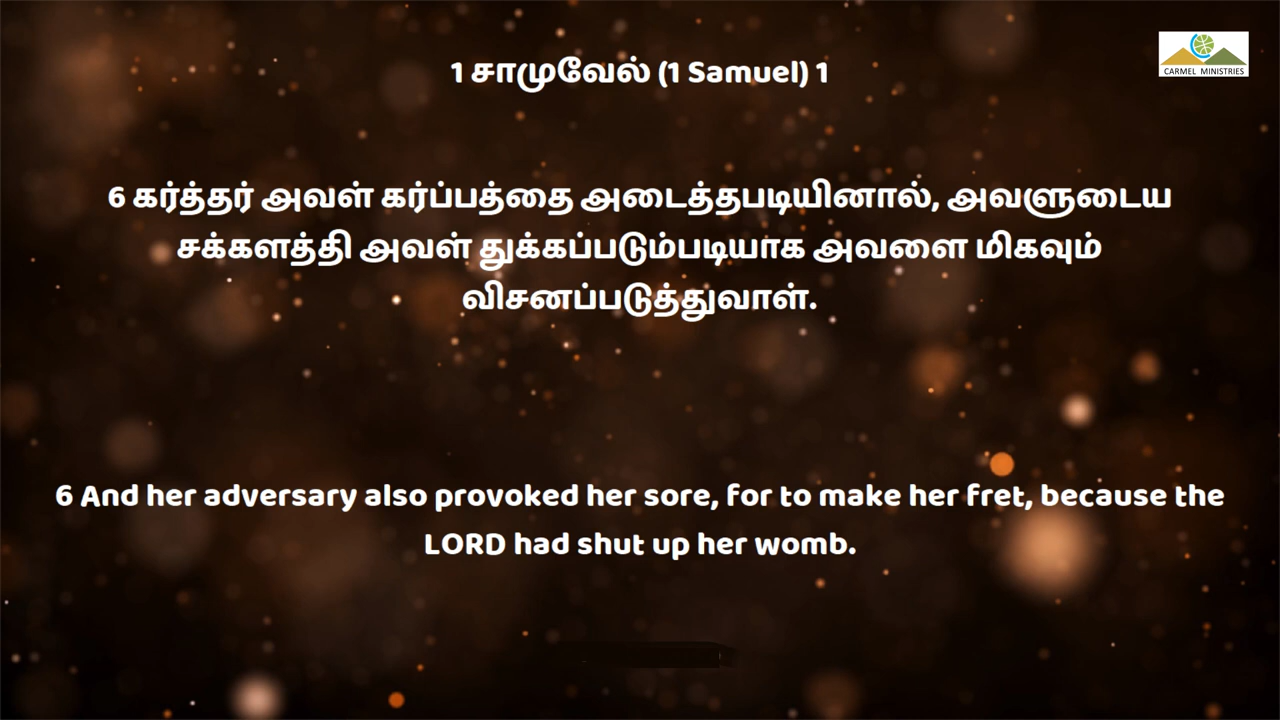 1 சாமுவேல் (1 Samuel) 1
CARMEL MINISTRIES
6 கர்த்தர் அவள் கர்ப்பத்தை அடைத்தபடியினால், அவளுடைய
சக்களத்தி அவள் துக்கப்படும்படியாக அவளை மிகவும்
விசனப்படுத்துவாள்.
6 And her adversary also provoked her sore, for to make her fret, because the
LORD had shut up her womb.